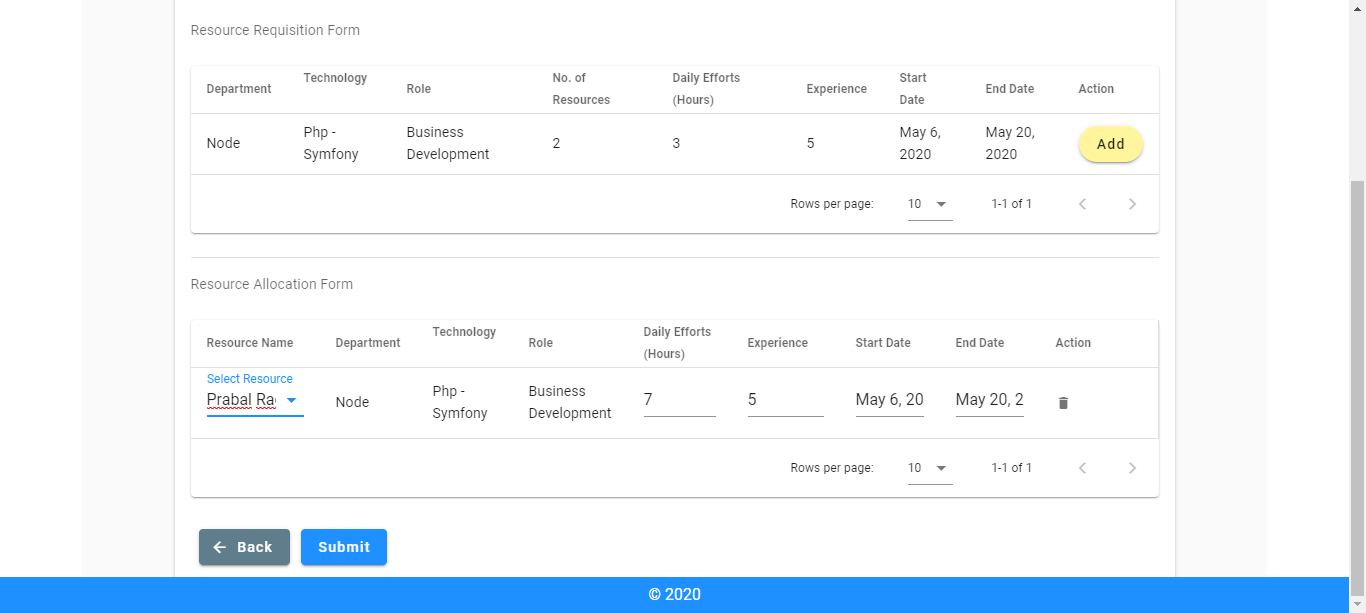 Resource Requisition Form
Department Technology Role No. of Resources Daily Efforts (Hours) Experience Start Date End Date Action
Node Php - Symfony Business Development 2 3 5 May 6, 2020 May 20, 2020 Add
Rows per page: 10 1-1 of 1
Resource Allocation Form
Resource Name Department Technology Role Daily Efforts (Hours) Experience Start Date End Date Action
Select Resource
Prabal Ra Node Php - Symfony Business Development 7 5 May 6, 20 May 20, 2
Rows per page: 10 1-1 of 1
Back Submit
© 2020